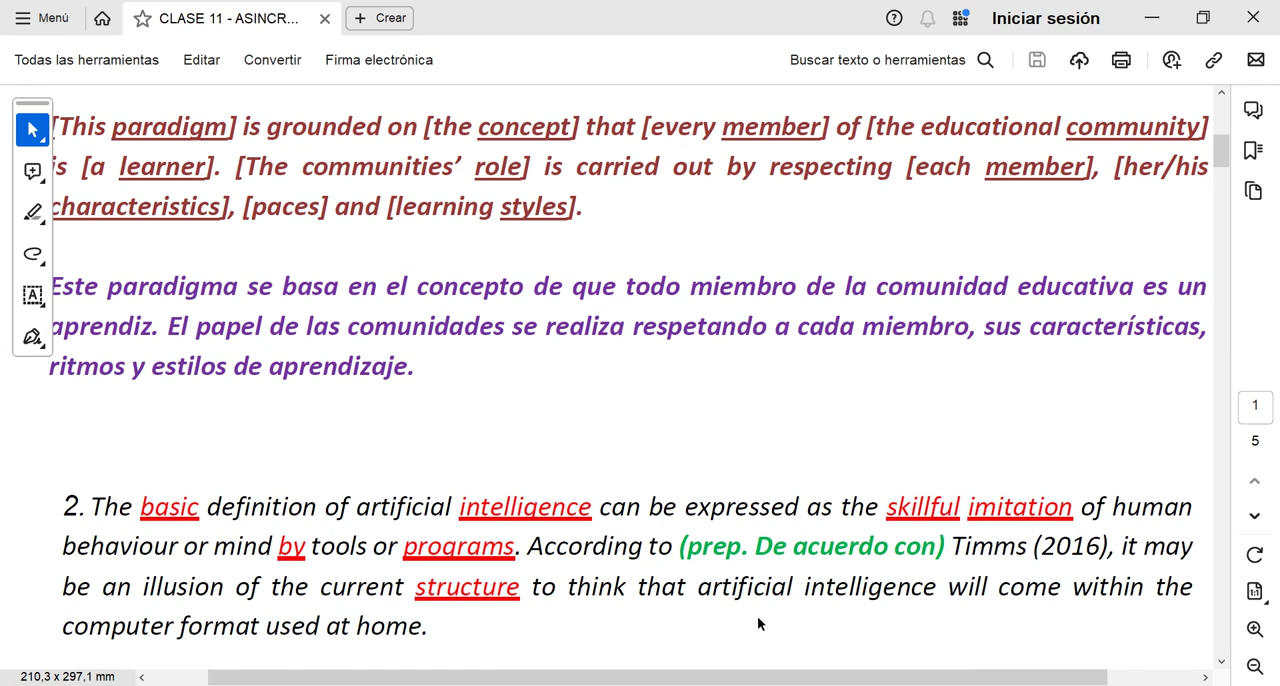 Menú
CLASE 11 - ASINCR...
Crear
Iniciar sesión
Todas las herramientas Editar Convertir Firma electrónica
Buscar texto o herramientas
[This paradigm] is grounded on [the concept] that [every member] of [the educational community]
is [a learner]. [The communities’ role] is carried out by respecting [each member], [her/his
characteristics], [paces] and [learning styles].
Este paradigma se basa en el concepto de que todo miembro de la comunidad educativa es un
aprendiz. El papel de las comunidades se realiza respetando a cada miembro, sus características,
ritmos y estilos de aprendizaje.
2. The basic definition of artificial intelligence can be expressed as the skillful imitation of human
behaviour or mind by tools or programs. According to (prep. De acuerdo con) Timms (2016), it may
be an illusion of the current structure to think that artificial intelligence will come within the
computer format used at home.
1
5
1:1
210,3 x 297,1 mm